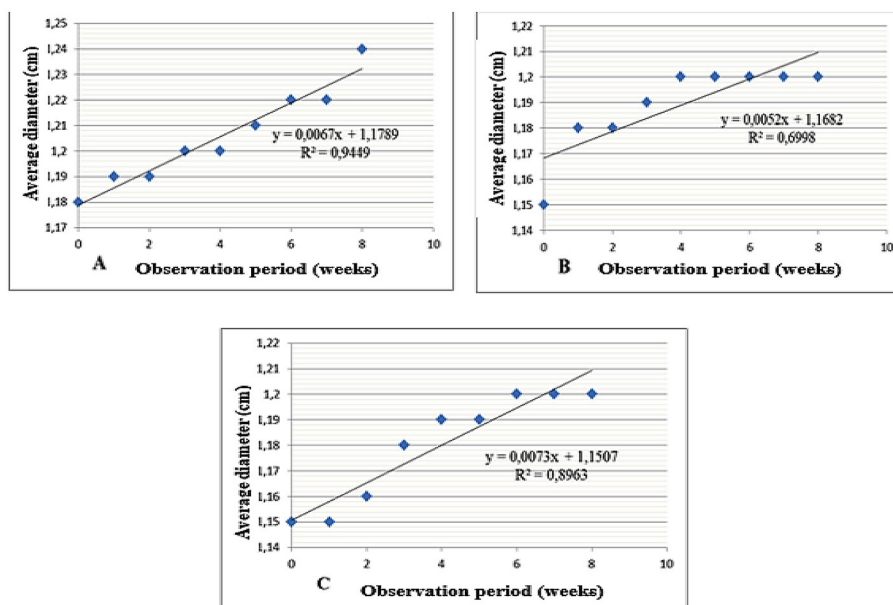 1,25
1,24
1,23
1,22
1,21
1,2
1,19
1,18
1,17
Average diameter (cm)
y = 0,0067x + 1,1789
R² = 0,9449
0 2 4 6 8 10
A Observation period (weeks)
1,22
1,21
1,2
1,19
1,18
1,17
1,16
1,15
1,14
Average diameter (cm)
y = 0,0052x + 1,1682
R² = 0,6998
0 2 4 6 8 10
B Observation period (weeks)
1,22
1,21
1,2
1,19
1,18
1,17
1,16
1,15
1,14
Average diameter (cm)
y = 0,0073x + 1,1507
R² = 0,8963
0 2 4 6 8 10
C Observation period (weeks)